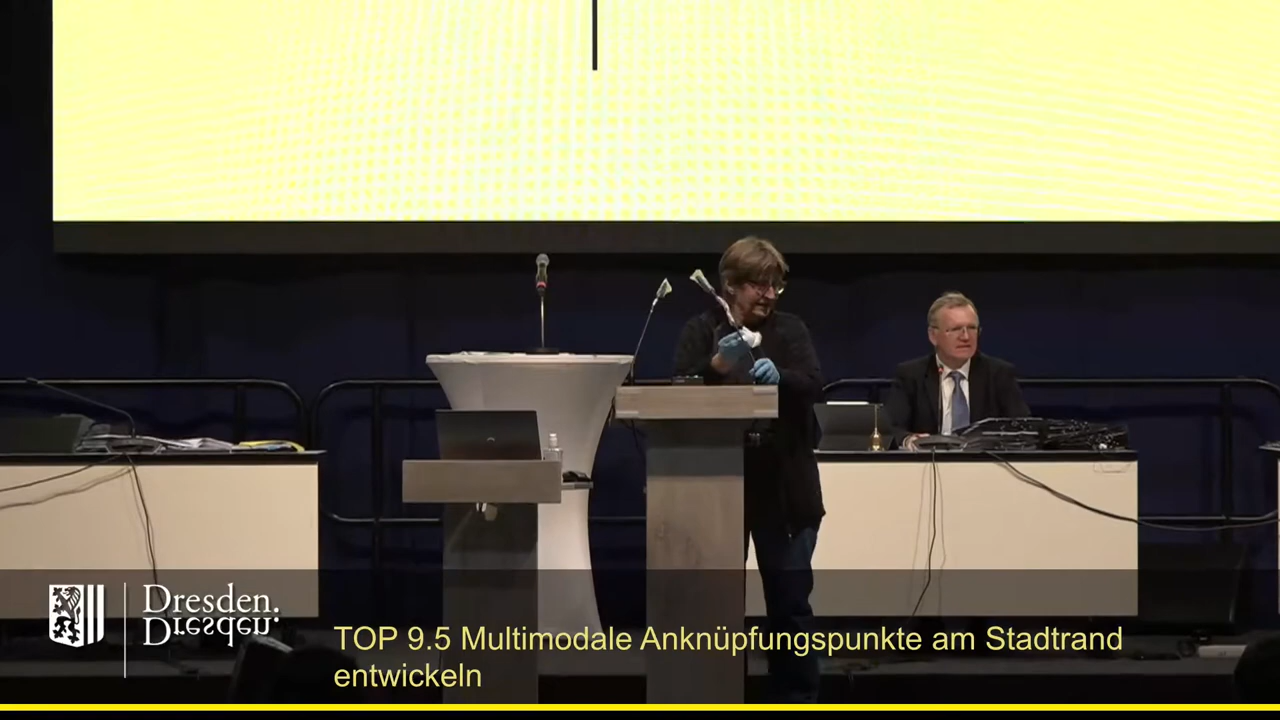 Dresden.
Dresden.
TOP 9.5 Multimodale Anknüpfungspunkte am Stadtrand
entwickeln